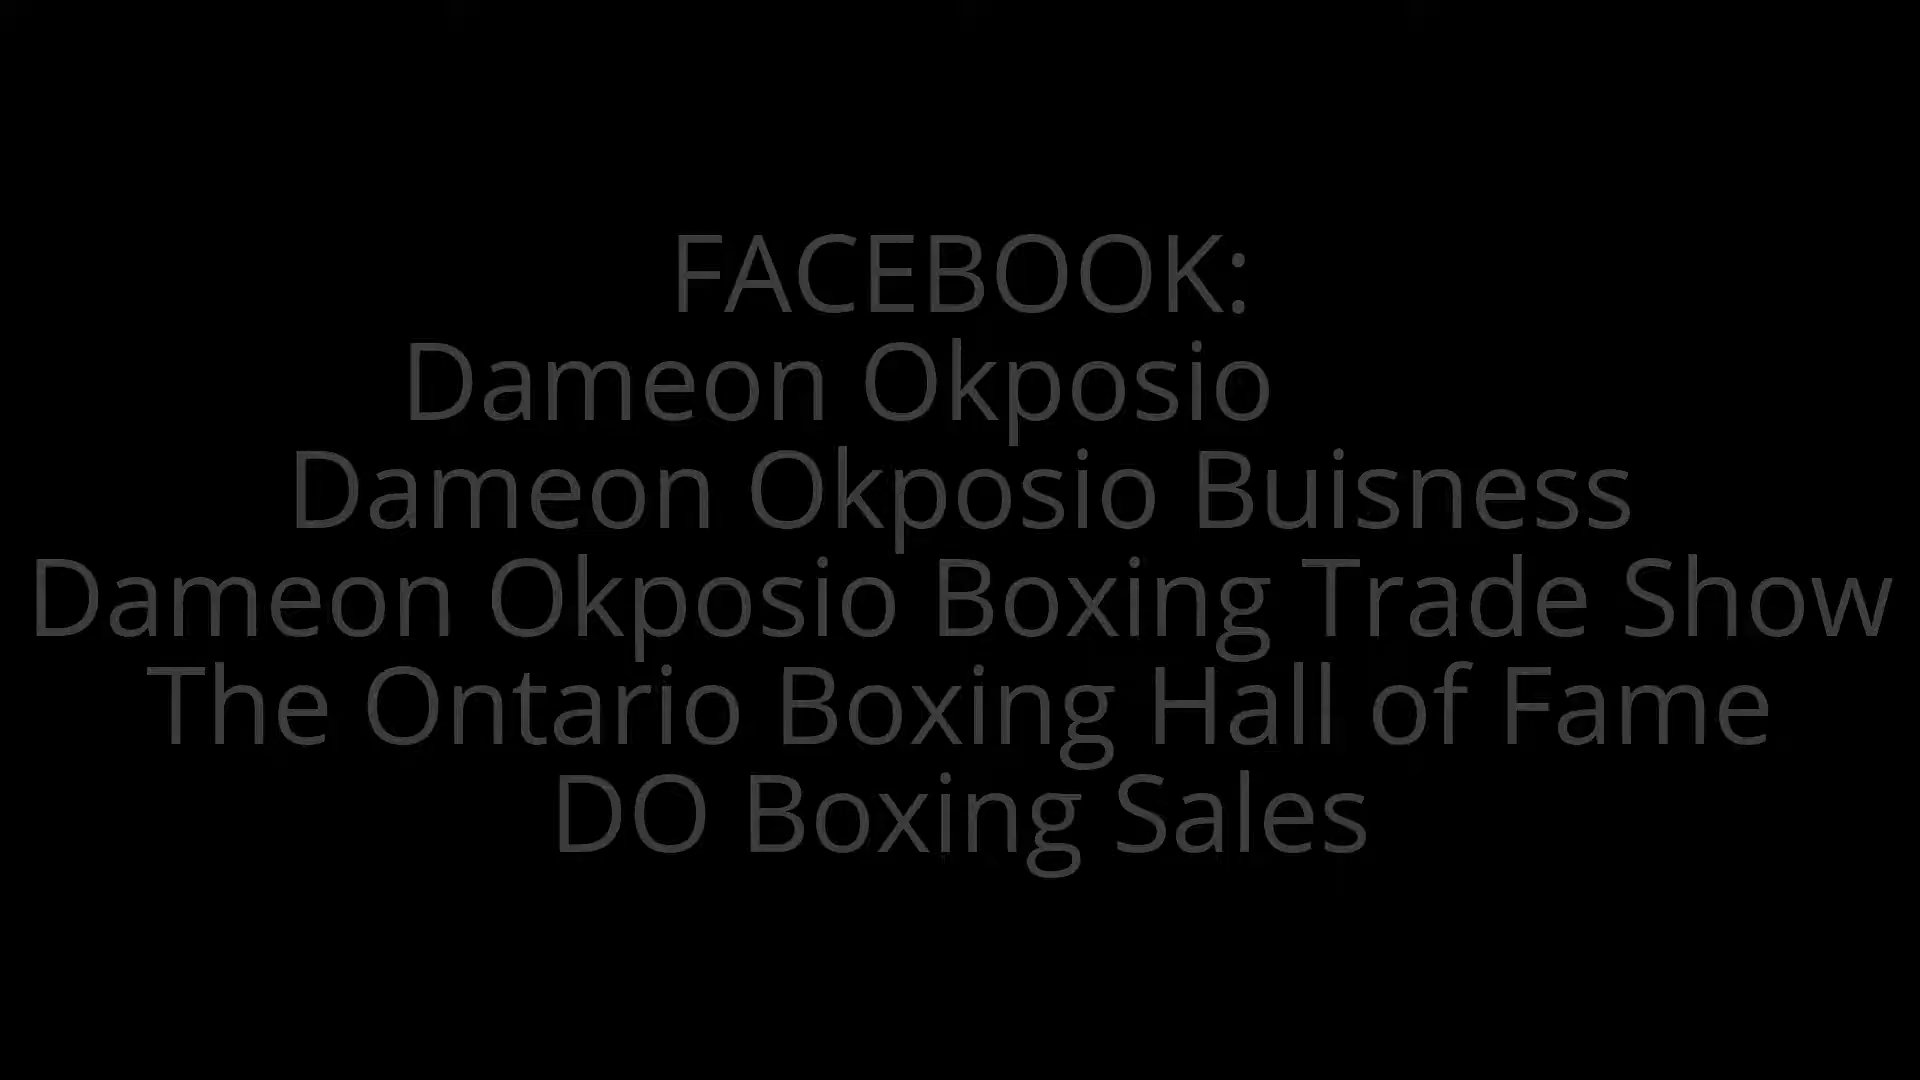 FACEBOOK:
Dameon Okposio
Dameon Okposio Buisness
Dameon Okposio Boxing Trade Show
The Ontario Boxing Hall of Fame
DO Boxing Sales